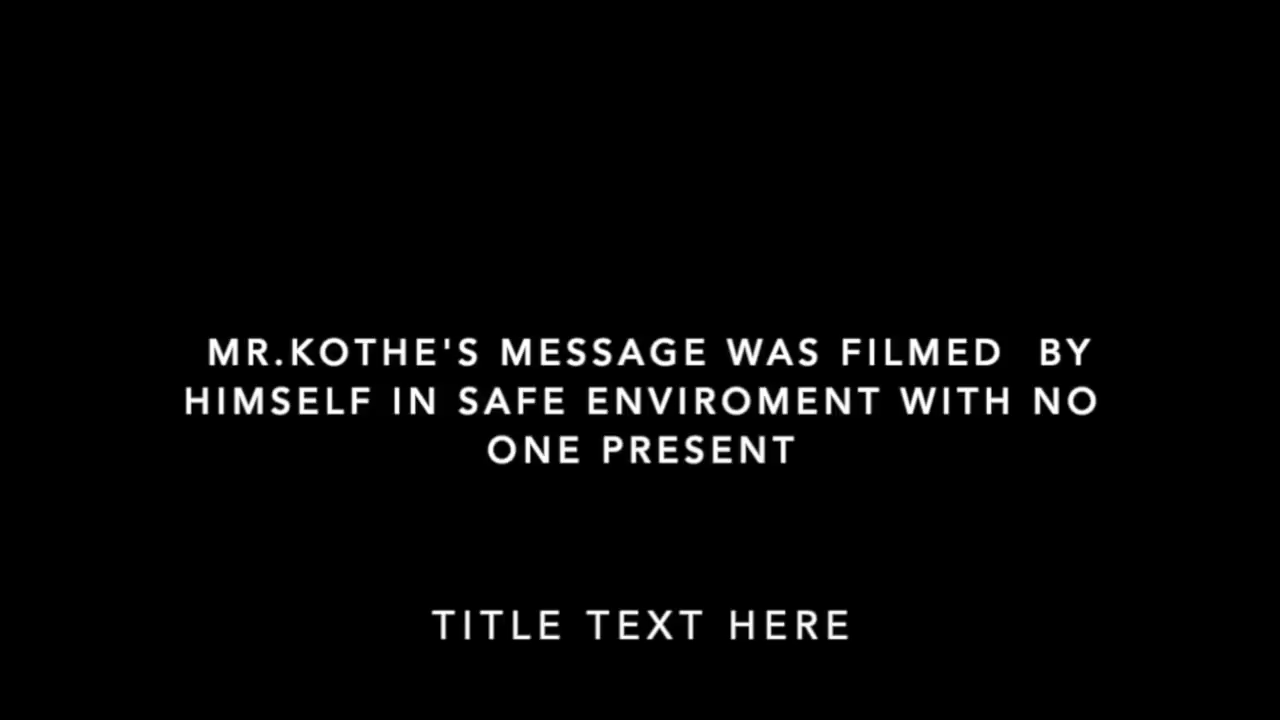 MR.KOTHE'S MESSAGE WAS FILMED  BY
HIMSELF IN SAFE ENVIROMENT WITH NO
ONE PRESENT
TITLE TEXT HERE